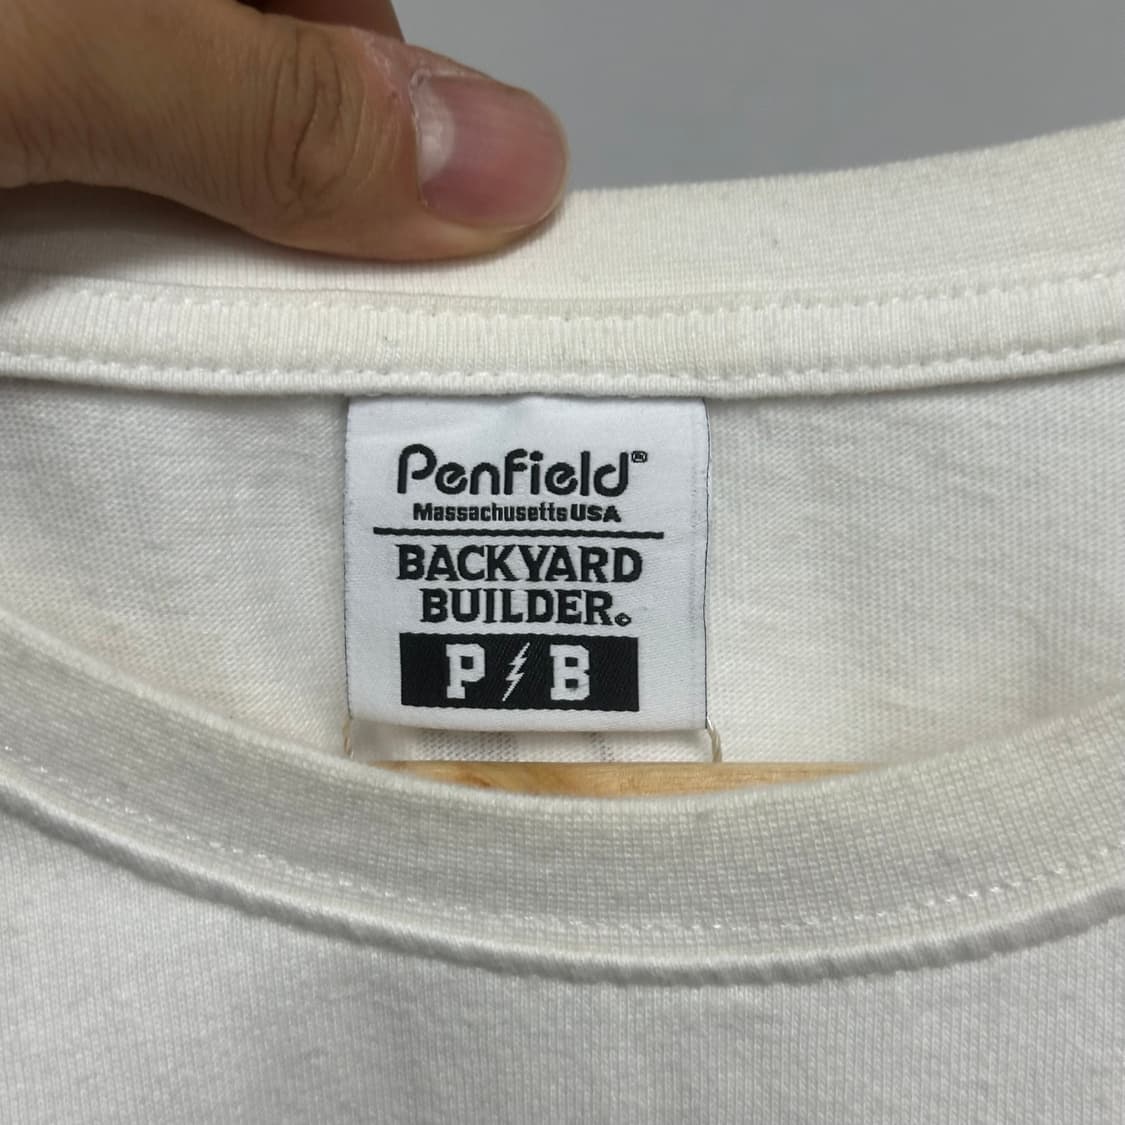 Penfield®
Massachusetts USA
BACKYARD
BUILDER©
P B